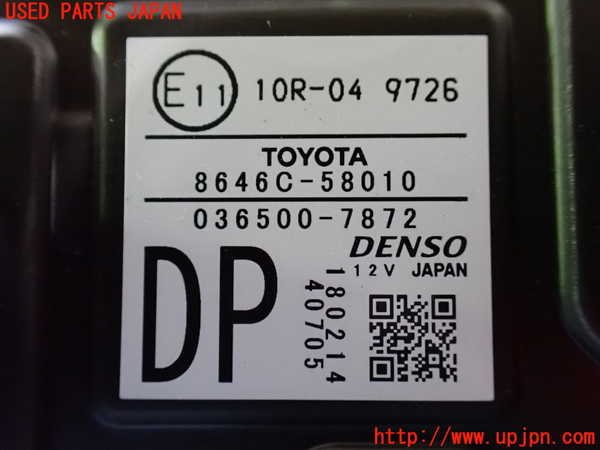 USED PARTS JAPAN
E11 10R-04 9726
TOYOTA
8646C-58010
036500-7872
DP
DENSO
12V JAPAN
180214
40705
http://www.upjpn.com